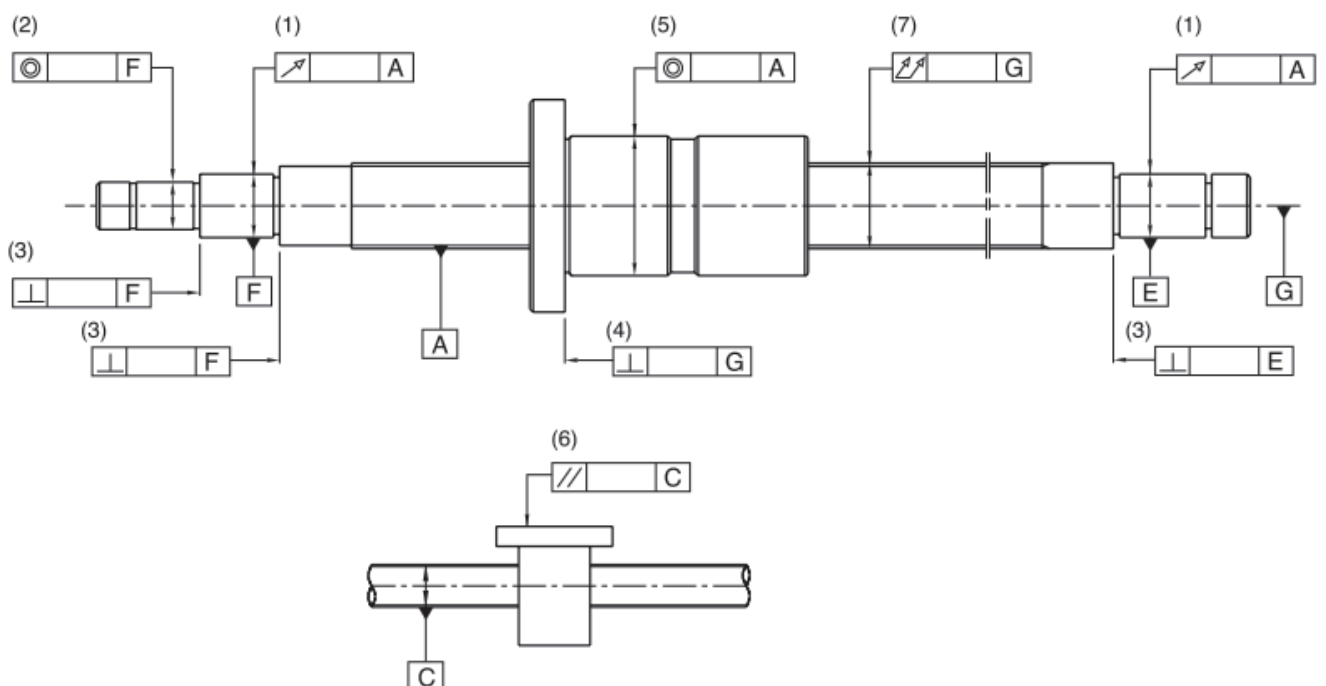 (2) (1) (5) (7) (1)
◎ F ↗ A ◎ A ⌰ G ↗ A
(3)
⊥ F F E G
(3) A (4) (3)
⊥ F ⊥ G ⊥ E
(6)
// C
C